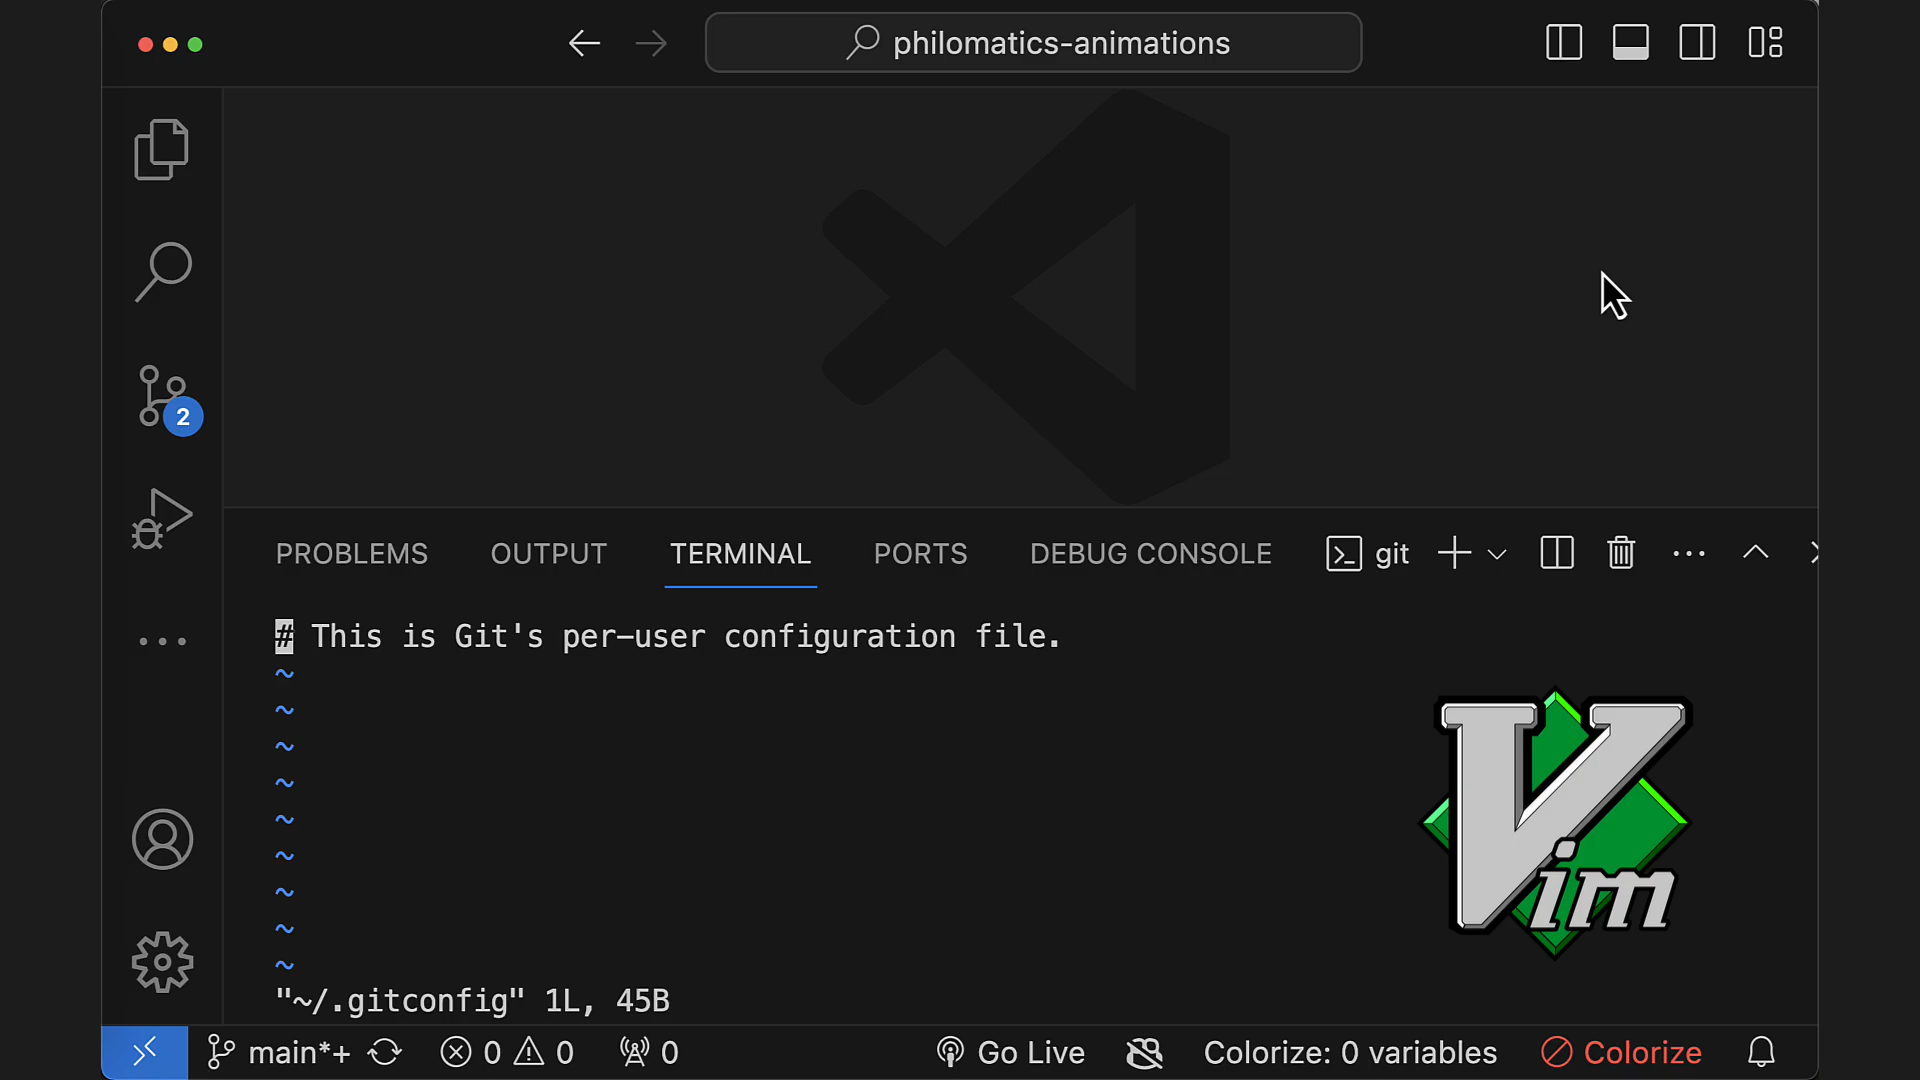 philomatics-animations
2
PROBLEMS OUTPUT TERMINAL PORTS DEBUG CONSOLE git
# This is Git's per-user configuration file.
~
~
~
~
~
~
~
~
~
"~/.gitconfig" 1L, 45B
Vim
main*+ 0 0 0 Go Live Colorize: 0 variables Colorize